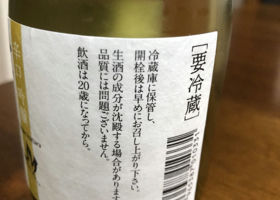 ［要冷蔵］
冷蔵庫に保管し、
開栓後は早めにお召し上がり下さい。
生酒の成分が沈殿する場合があります
品質には問題ございません。
飲酒は20歳になってから。